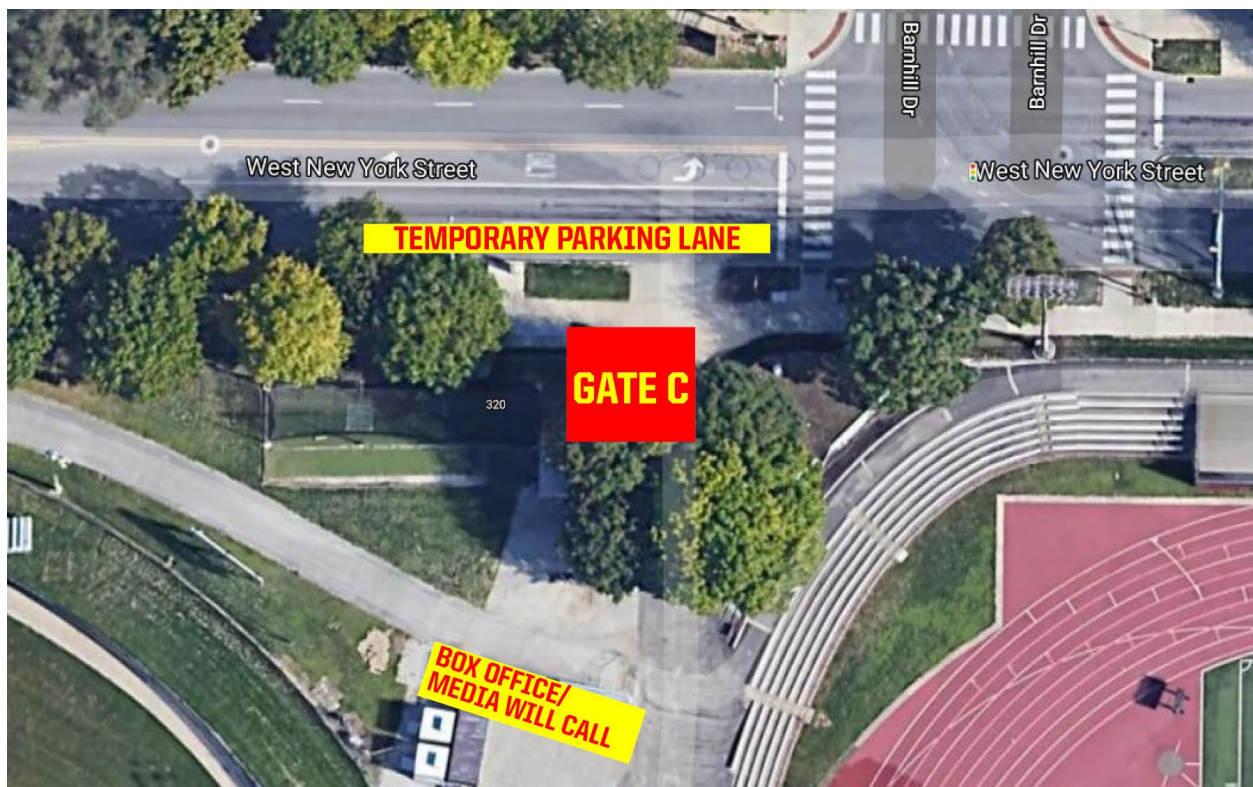 Barnhill Dr
Barnhill Dr
West New York Street
West New York Street
TEMPORARY PARKING LANE
GATE C
320
BOX OFFICE/
MEDIA WILL CALL